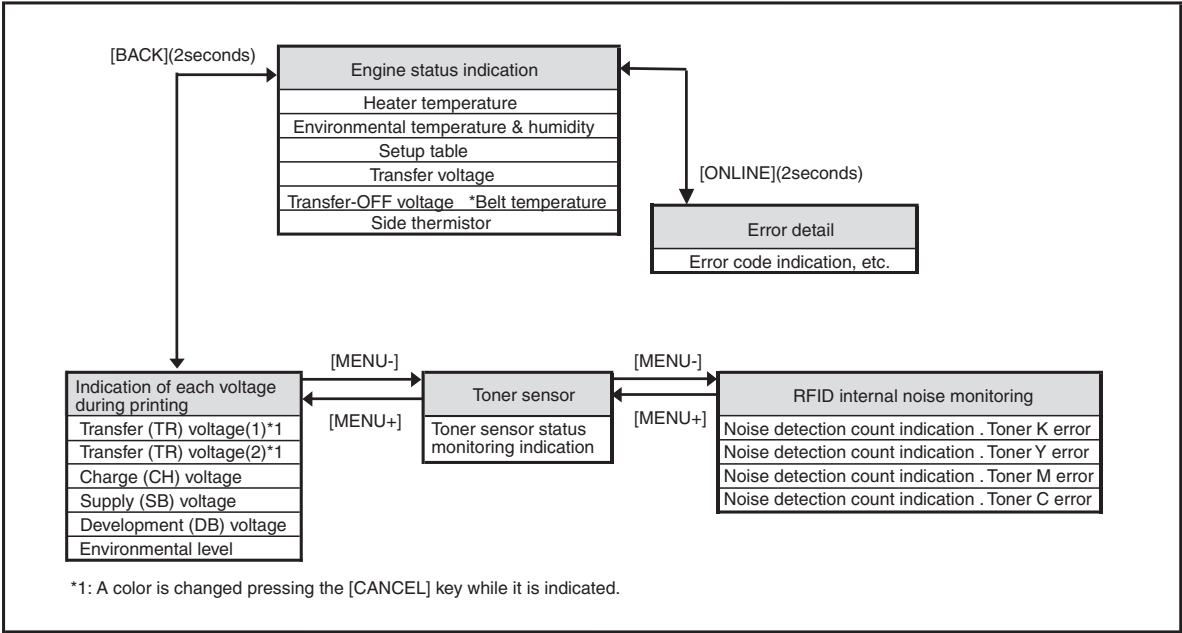 [BACK](2seconds)
Engine status indication
Heater temperature
Environmental temperature & humidity
Setup table
Transfer voltage
Transfer-OFF voltage *Belt temperature
Side thermistor
[ONLINE](2seconds)
Error detail
Error code indication, etc.
Indication of each voltage
during printing
Transfer (TR) voltage(1)*1
Transfer (TR) voltage(2)*1
Charge (CH) voltage
Supply (SB) voltage
Development (DB) voltage
Environmental level
[MENU-]
[MENU+]
Toner sensor
Toner sensor status
monitoring indication
[MENU-]
[MENU+]
RFID internal noise monitoring
Noise detection count indication . Toner K error
Noise detection count indication . Toner Y error
Noise detection count indication . Toner M error
Noise detection count indication . Toner C error
*1: A color is changed pressing the [CANCEL] key while it is indicated.